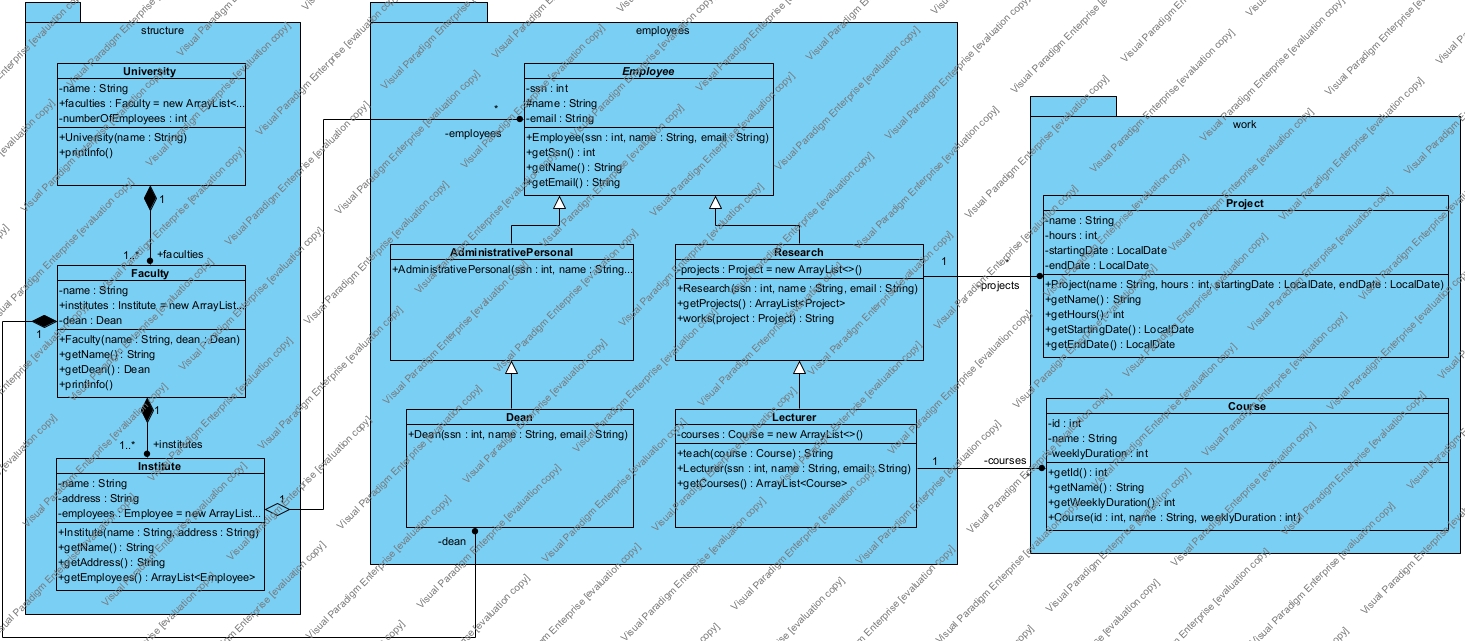 structure
University
-name : String
+faculties : Faculty = new ArrayList<...
-numberOfEmployees : int
+University(name : String)
+printInfo()
1
1..*
+faculties
Faculty
-name : String
+institutes : Institute = new ArrayList...
-dean : Dean
+Faculty(name : String, dean : Dean)
+getName() : String
+getDean() : Dean
+printInfo()
1
1
1..*
+institutes
Institute
-name : String
-address : String
-employees : Employee = new ArrayList...
+Institute(name : String, address : String)
+getName() : String
+getAddress() : String
+getEmployees() : ArrayList<Employee>
1
employees
Employee
-ssn : int
#name : String
-email : String
+Employee(ssn : int, name : String, email : String)
+getSsn() : int
+getName() : String
+getEmail() : String
*
-employees
AdministrativePersonal
+AdministrativePersonal(ssn : int, name : String...
Research
-projects : Project = new ArrayList<>()
+Research(ssn : int, name : String, email : String)
+getProjects() : ArrayList<Project>
+works(project : Project) : String
1
*
-projects
Dean
+Dean(ssn : int, name : String, email : String)
-dean
Lecturer
-courses : Course = new ArrayList<>()
+teach(course : Course) : String
+Lecturer(ssn : int, name : String, email : String)
+getCourses() : ArrayList<Course>
1
-courses
work
Project
-name : String
-hours : int
-startingDate : LocalDate
-endDate : LocalDate
+Project(name : String, hours : int, startingDate : LocalDate, endDate : LocalDate)
+getName() : String
+getHours() : int
+getStartingDate() : LocalDate
+getEndDate() : LocalDate
Course
-id : int
-name : String
-weeklyDuration : int
+getId() : int
+getName() : String
+getWeeklyDuration() : int
+Course(id : int, name : String, weeklyDuration : int)
Visual Paradigm Enterprise [evaluation copy]